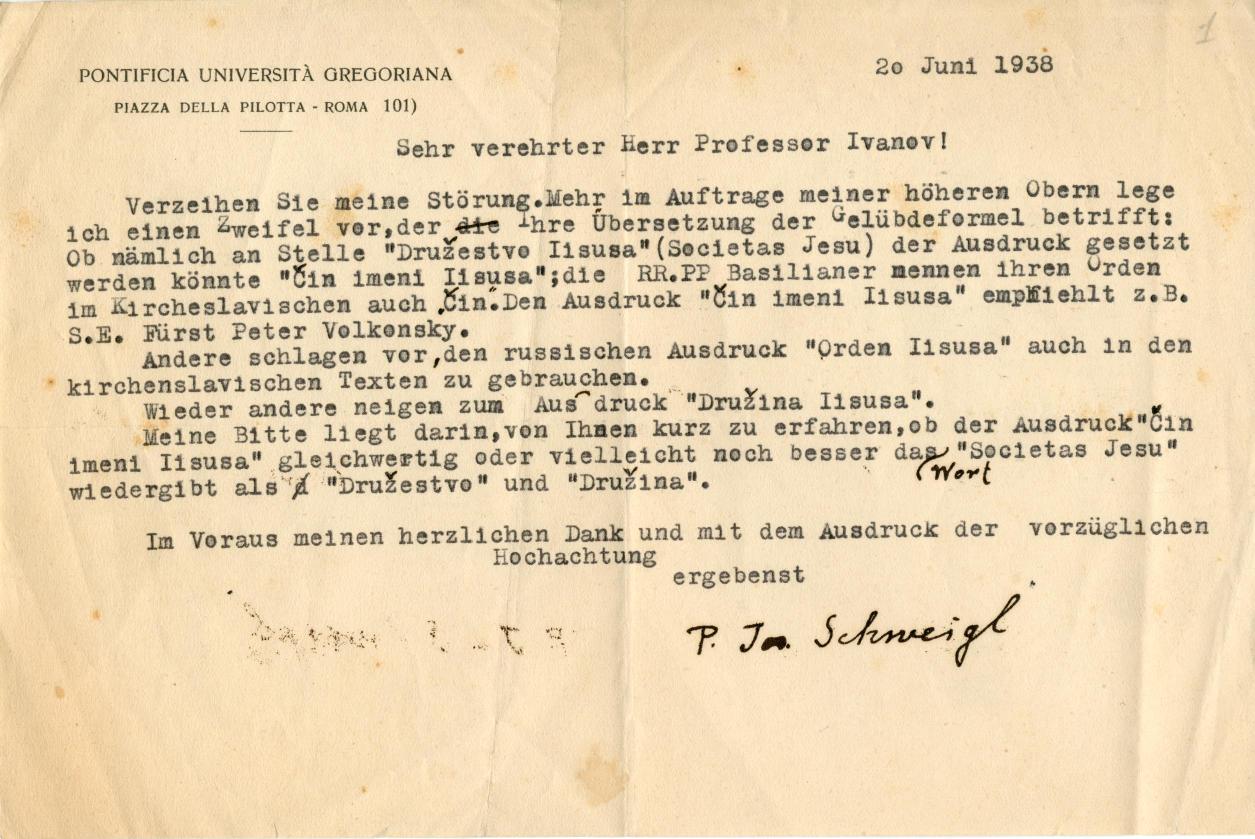 1
PONTIFICIA UNIVERSITÀ GREGORIANA
PIAZZA DELLA PILOTTA - ROMA 101)
20 Juni 1938
Sehr verehrter Herr Professor Ivanov!
Verzeihen Sie meine Störung.Mehr im Auftrage meiner höheren Obern lege
ich einen Zweifel vor,der die Ihre Übersetzung der Gelübdeformel betrifft:
Ob nämlich an Stelle "Družestvo Iisusa"(Societas Jesu) der Ausdruck gesetzt
werden könnte "Čin imeni Iisusa";die RR.PP Basilianer mennen ihren Orden
im Kircheslavischen auch "Čin".Den Ausdruck "Čin imeni Iisusa" empfiehlt z.B.
S.E. Fürst Peter Volkonsky.
Andere schlagen vor,den russischen Ausdruck "Orden Iisusa" auch in den
kirchenslavischen Texten zu gebrauchen.
Wieder andere neigen zum Ausdruck "Družina Iisusa".
Meine Bitte liegt darin,von Ihnen kurz zu erfahren,ob der Ausdruck"Čin
imeni Iisusa" gleichwertig oder vielleicht noch besser das "Societas Jesu"
(Wort
wiedergibt als "Družestvo" und "Družina".
Im Voraus meinen herzlichen Dank und mit dem Ausdruck der vorzüglichen
Hochachtung
ergebenst
P. Jos. Schweigl